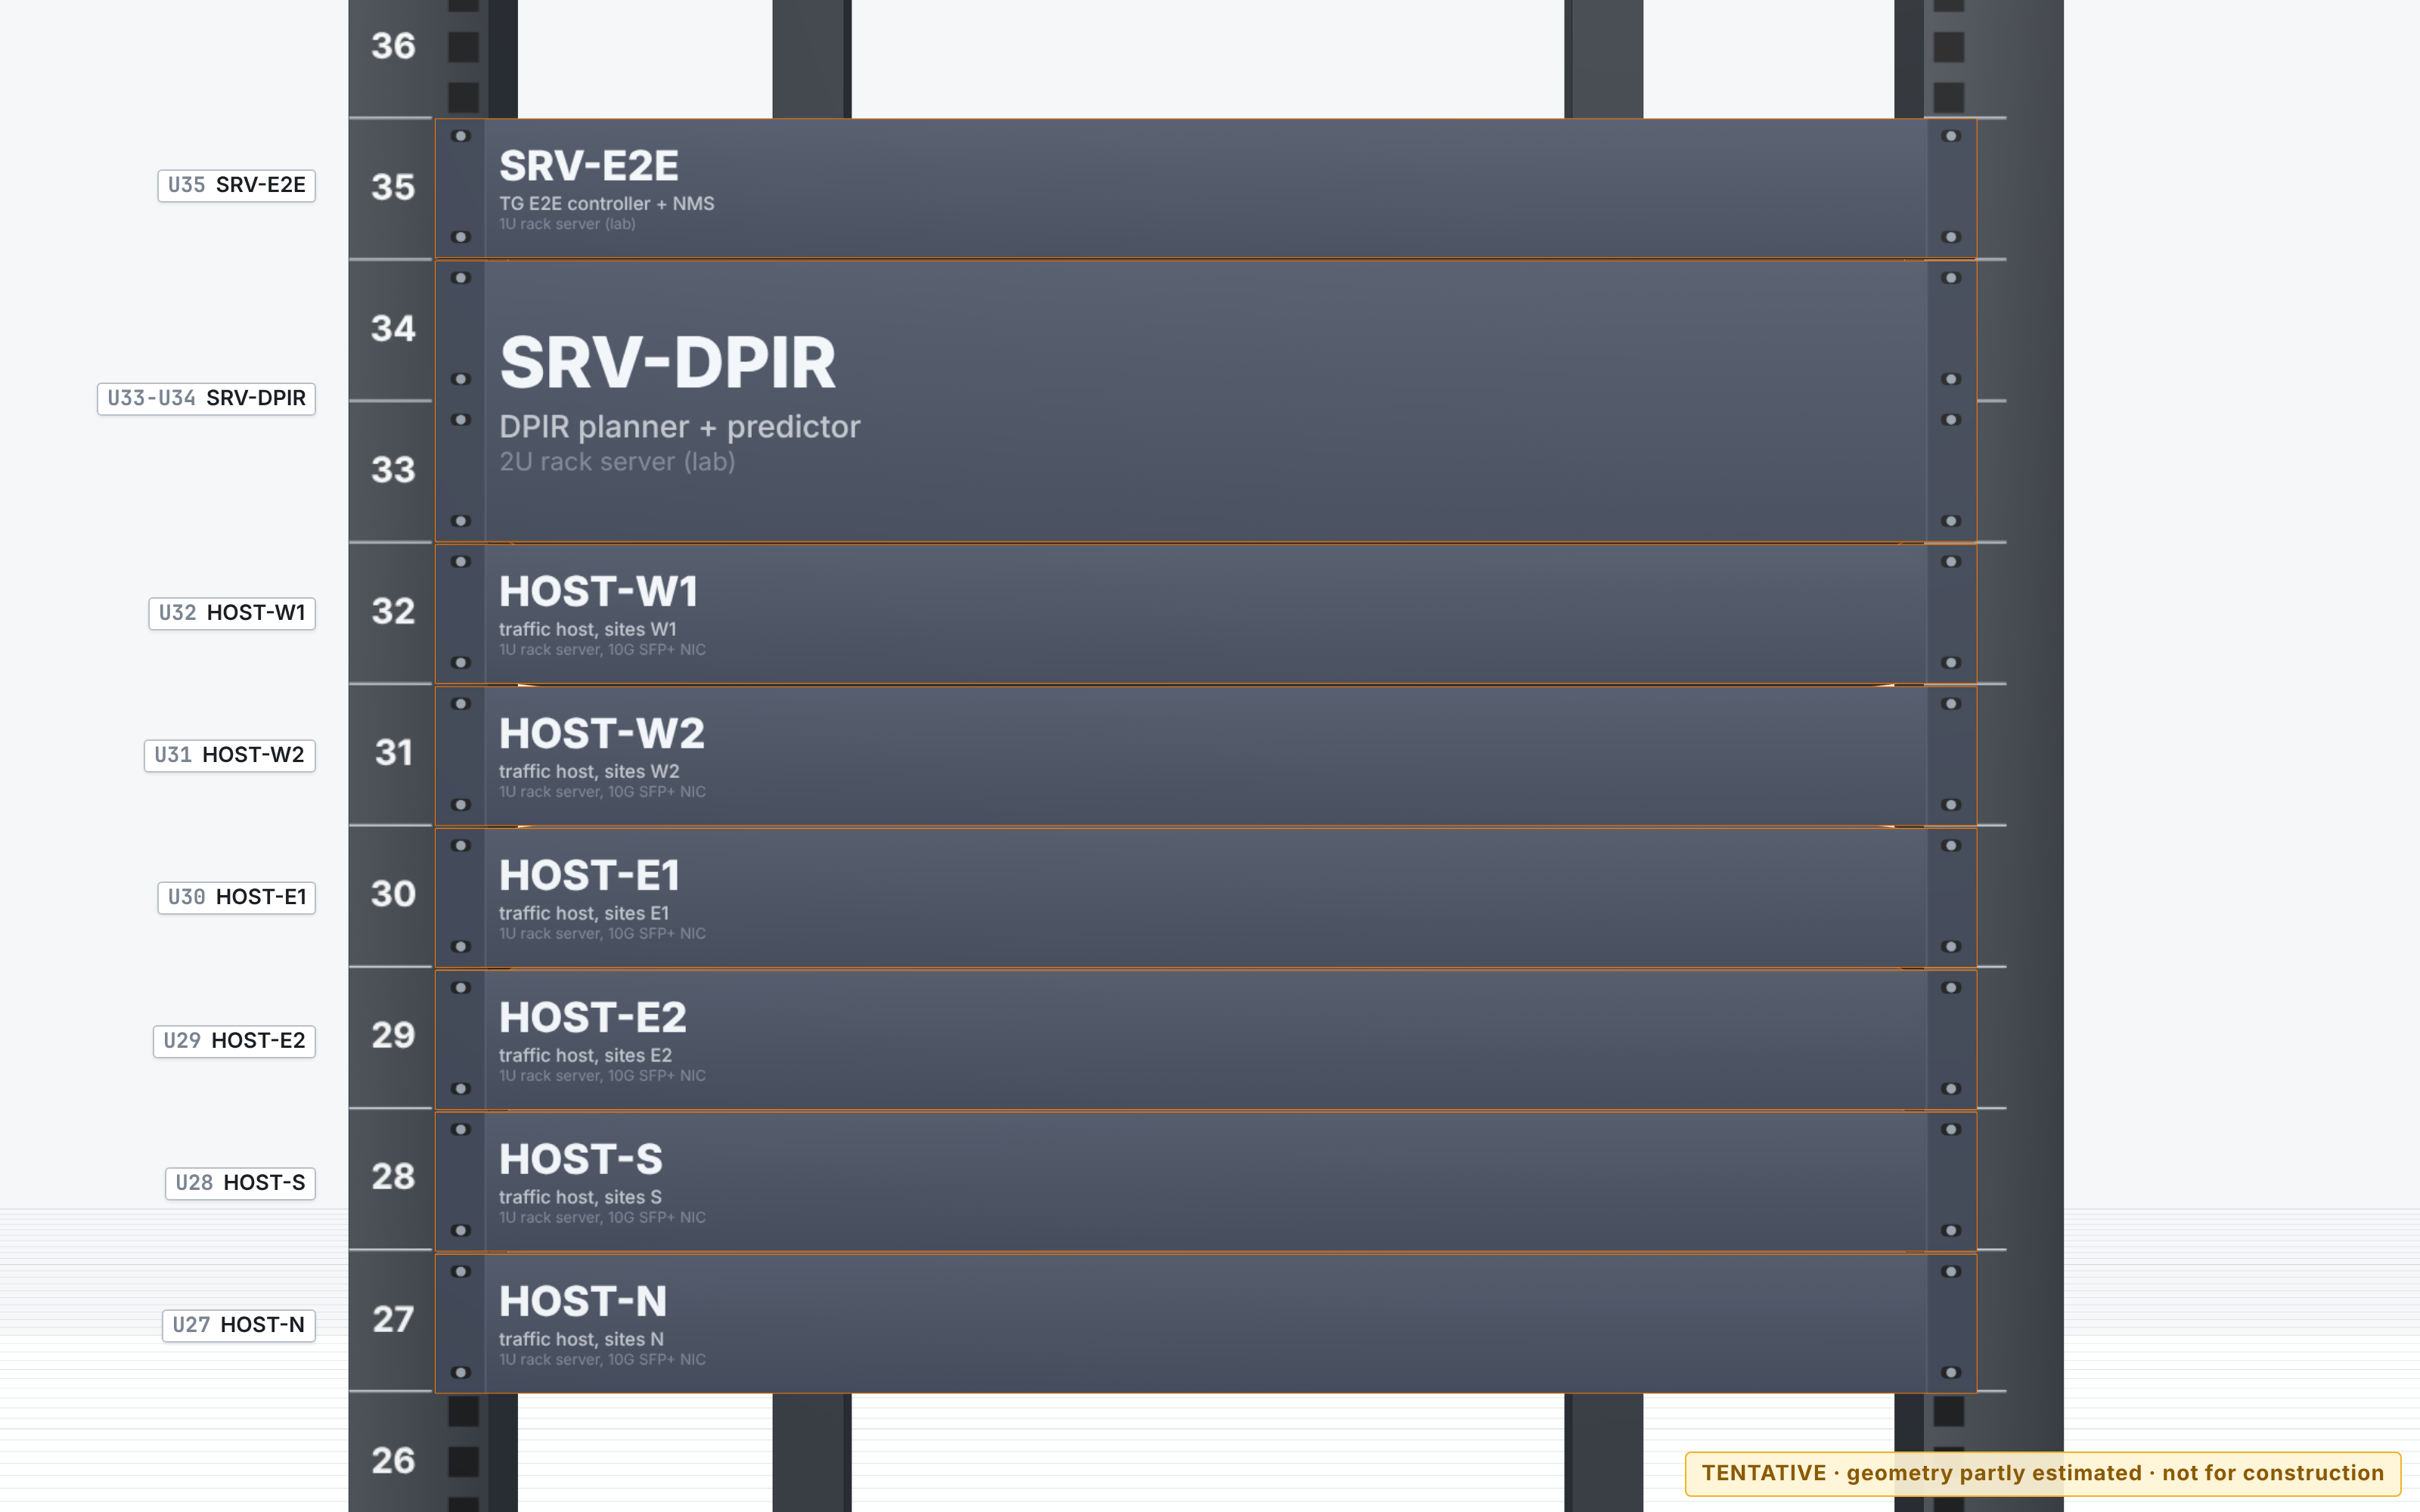 36
U35 SRV-E2E
35
SRV-E2E
TG E2E controller + NMS
1U rack server (lab)
34
U33-U34 SRV-DPIR
33
SRV-DPIR
DPIR planner + predictor
2U rack server (lab)
U32 HOST-W1
32
HOST-W1
traffic host, sites W1
1U rack server, 10G SFP+ NIC
U31 HOST-W2
31
HOST-W2
traffic host, sites W2
1U rack server, 10G SFP+ NIC
U30 HOST-E1
30
HOST-E1
traffic host, sites E1
1U rack server, 10G SFP+ NIC
U29 HOST-E2
29
HOST-E2
traffic host, sites E2
1U rack server, 10G SFP+ NIC
U28 HOST-S
28
HOST-S
traffic host, sites S
1U rack server, 10G SFP+ NIC
U27 HOST-N
27
HOST-N
traffic host, sites N
1U rack server, 10G SFP+ NIC
26
TENTATIVE · geometry partly estimated · not for construction